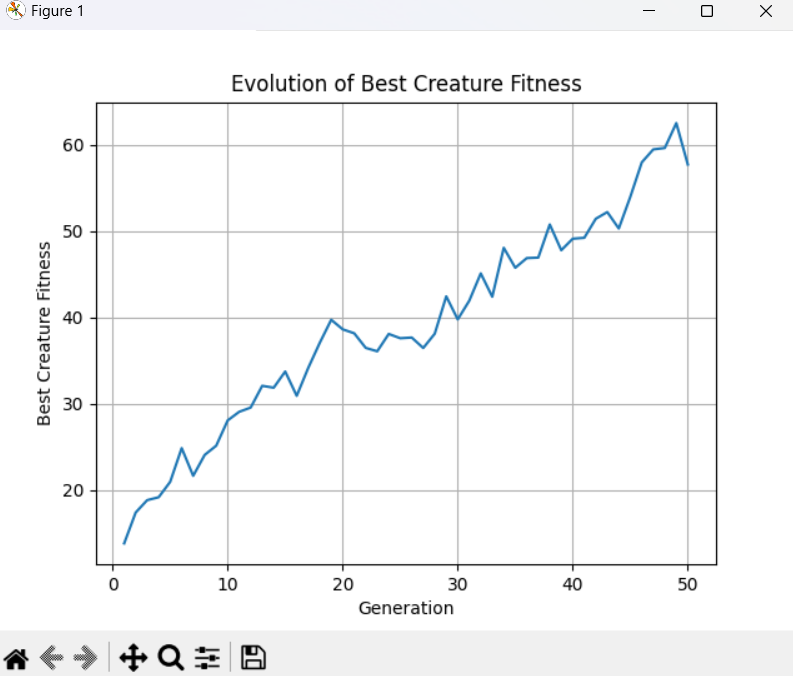 Figure 1
Evolution of Best Creature Fitness
60
50
40
30
20
Best Creature Fitness
0 10 20 30 40 50
Generation